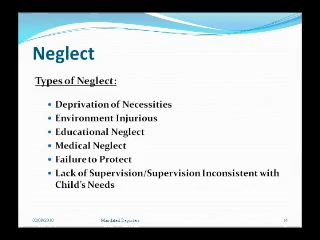 Neglect
Types of Neglect:
• Deprivation of Necessities
• Environment Injurious
• Educational Neglect
• Medical Neglect
• Failure to Protect
• Lack of Supervision/Supervision Inconsistent with
Child's Needs
Mandated Reporter